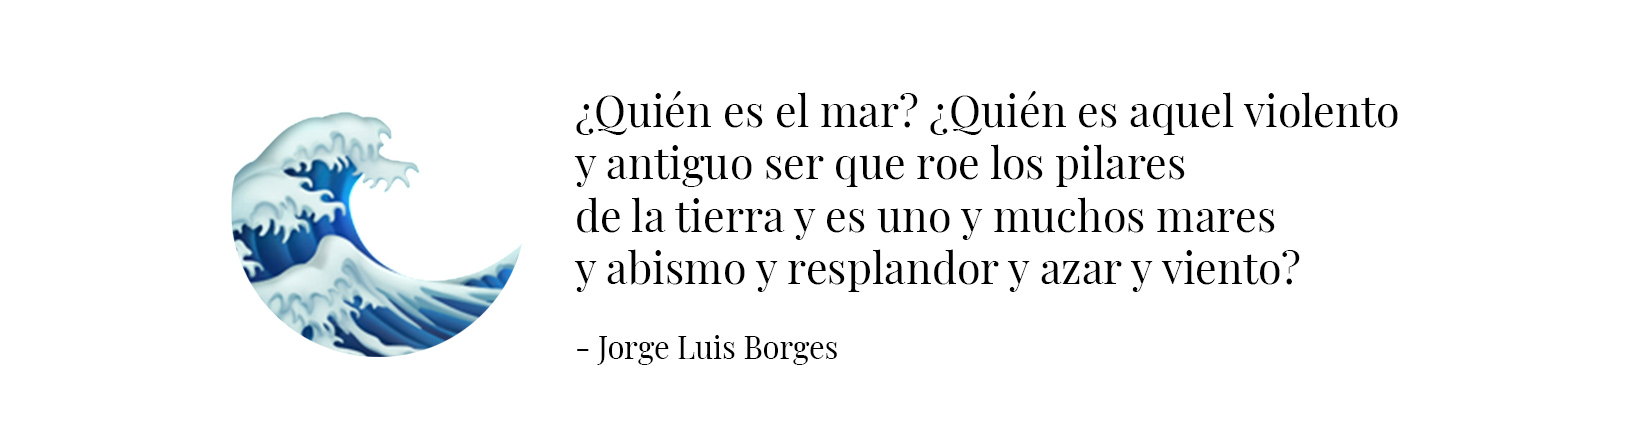 ¿Quién es el mar? ¿Quién es aquel violento
y antiguo ser que roe los pilares
de la tierra y es uno y muchos mares
y abismo y resplandor y azar y viento?
- Jorge Luis Borges